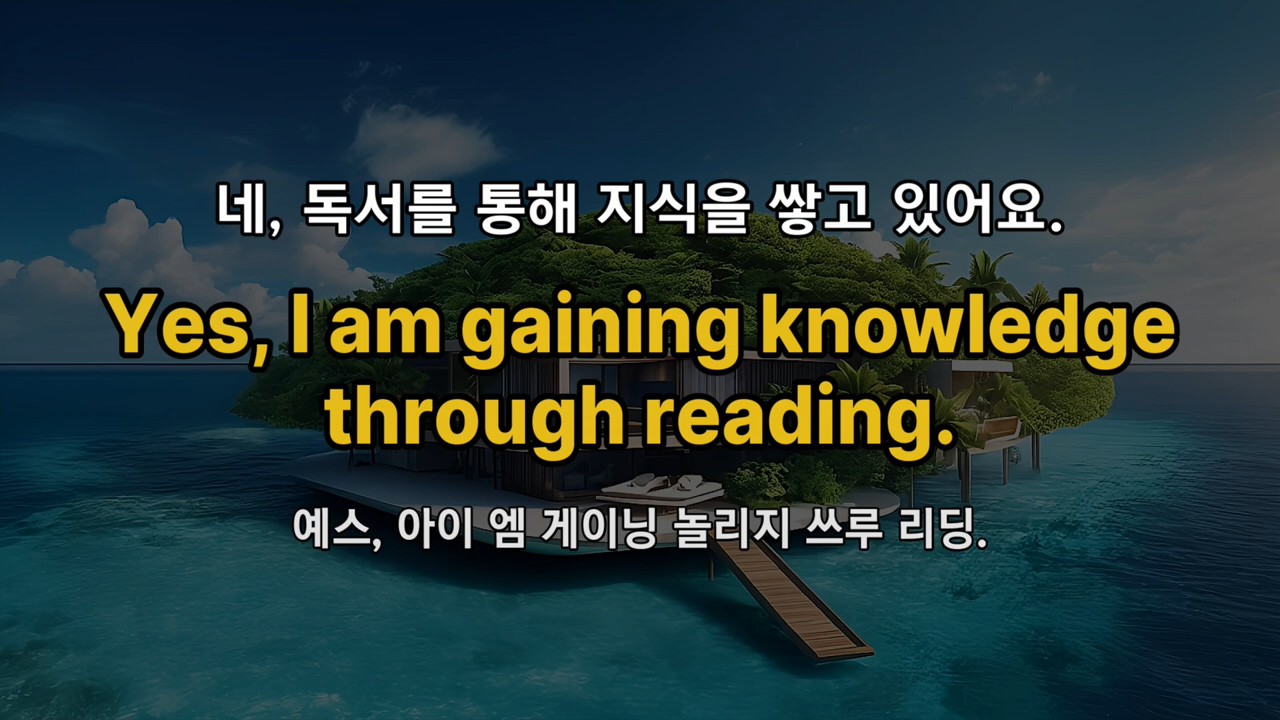 네, 독서를 통해 지식을 쌓고 있어요.
Yes, I am gaining knowledge
through reading.
예스, 아이 엠 게이닝 놀리지 쓰루 리딩.